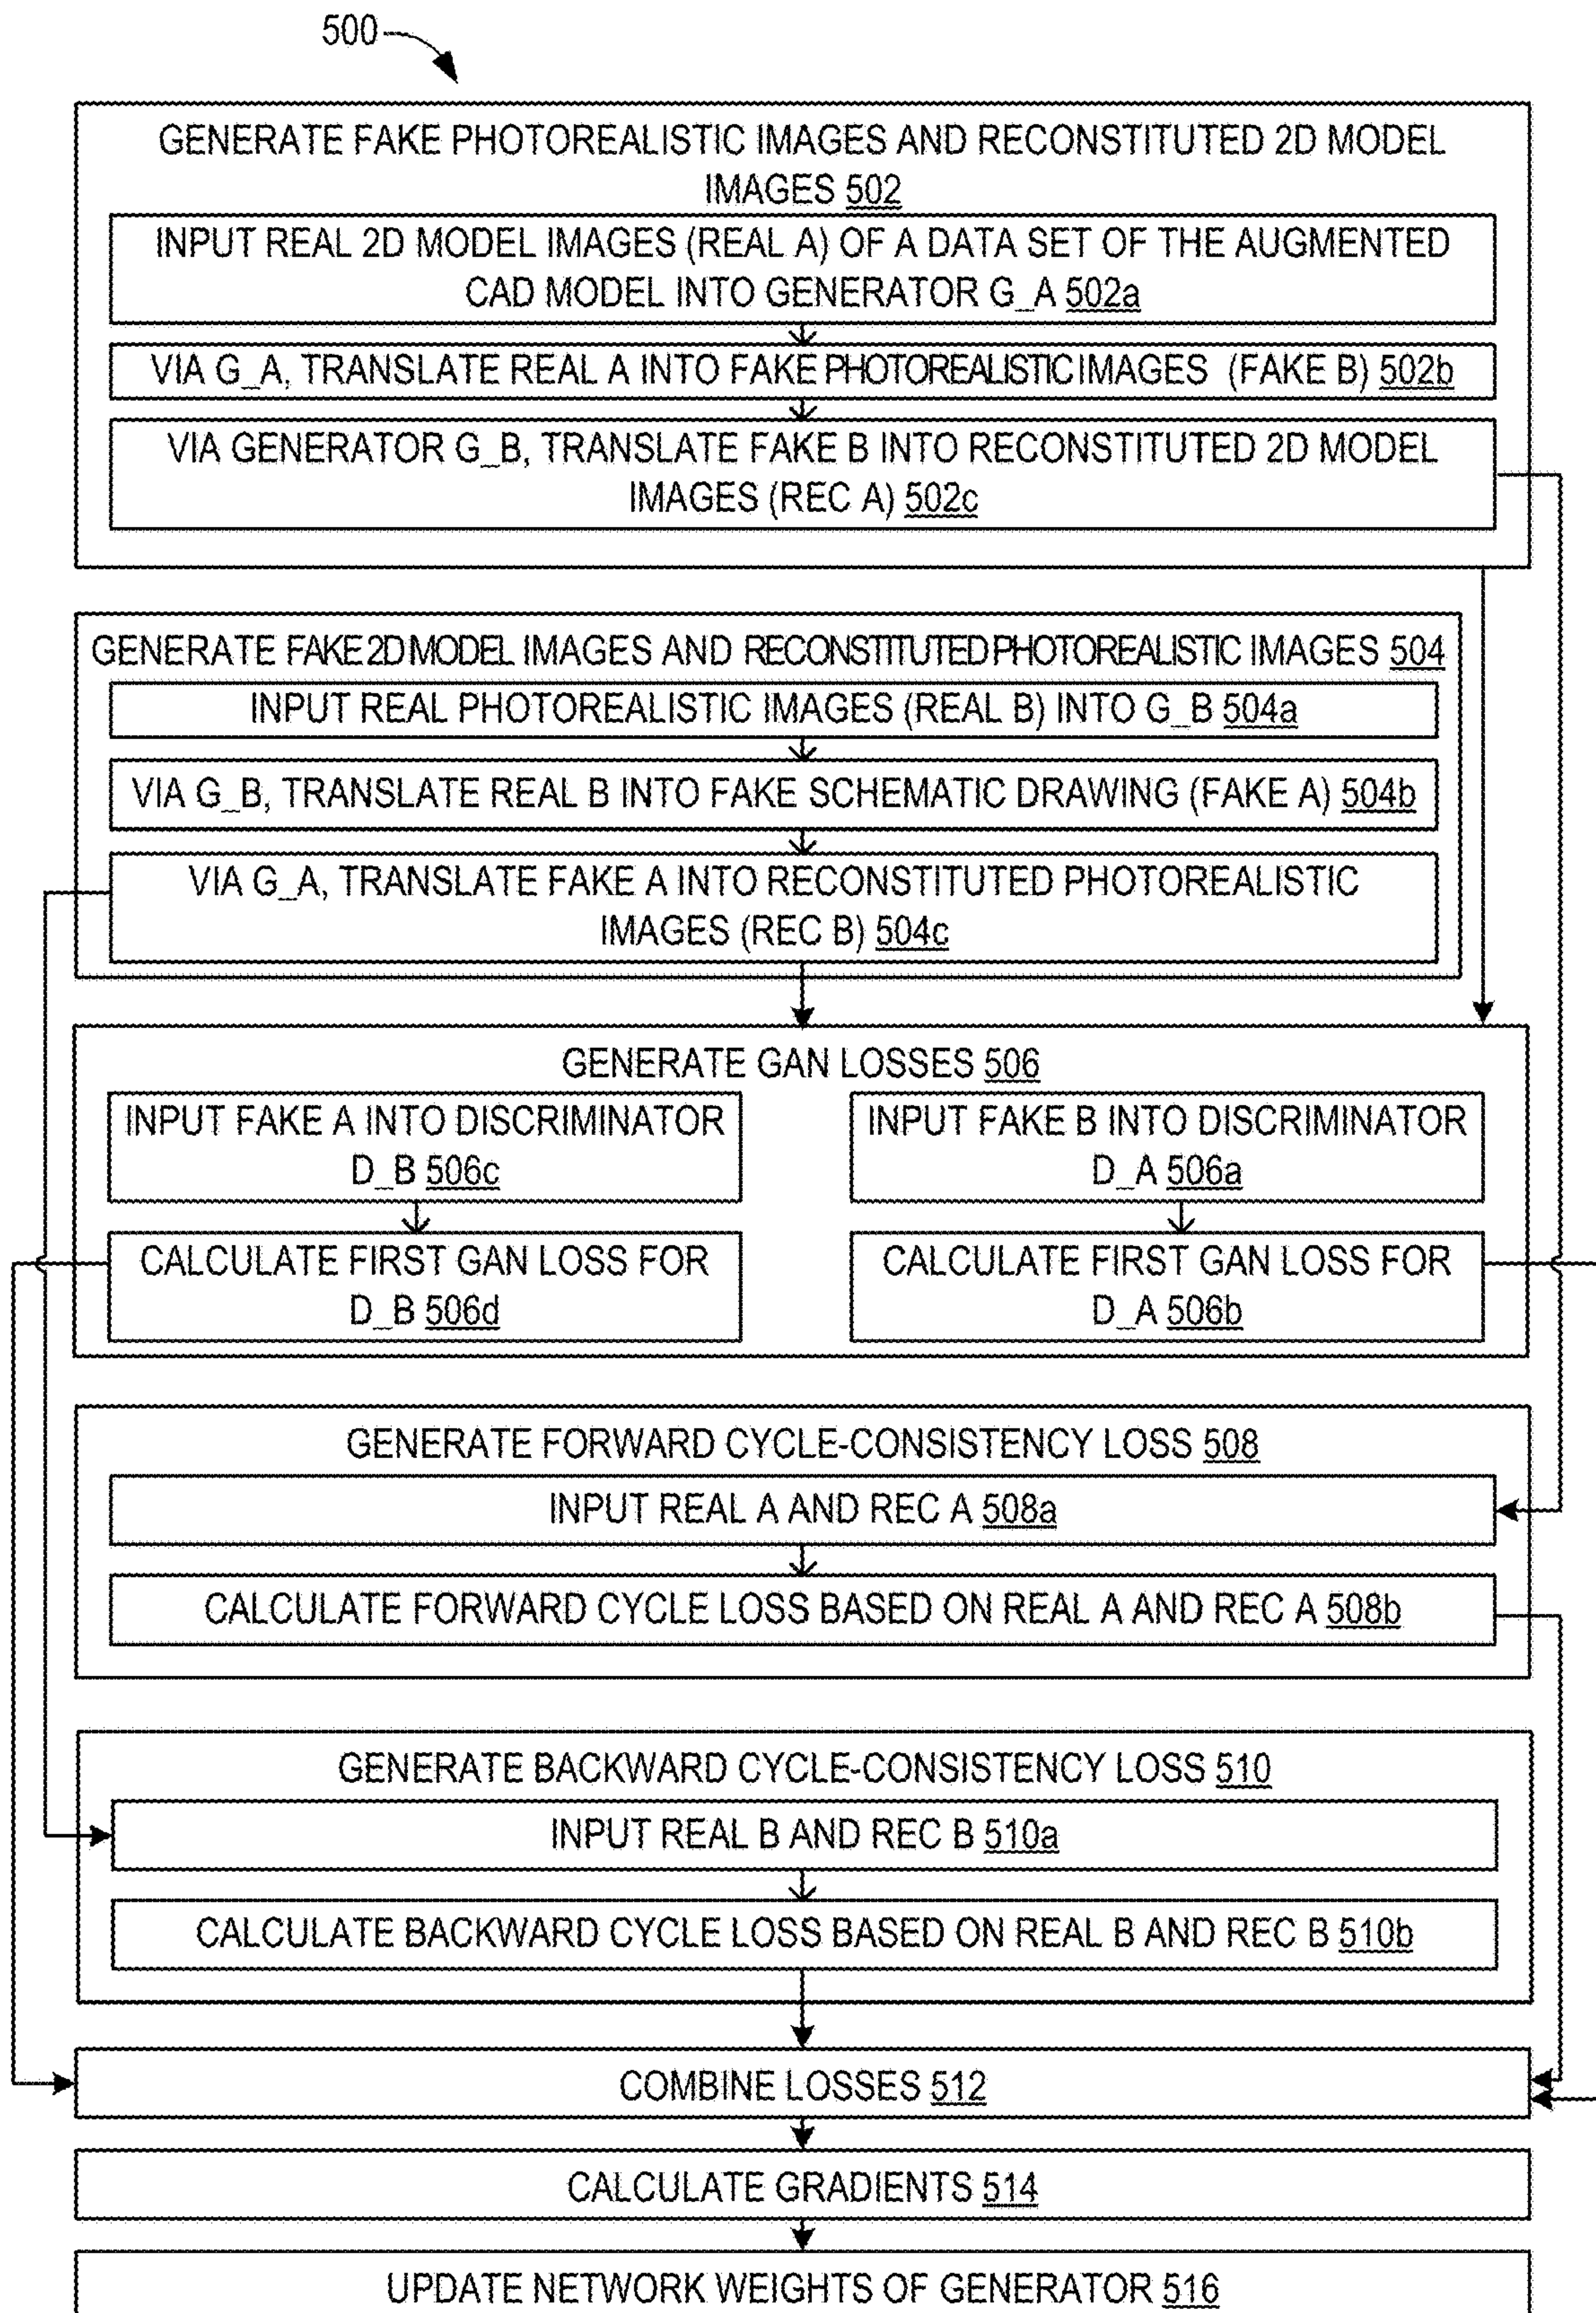 500
GENERATE FAKE PHOTOREALISTIC IMAGES AND RECONSTITUTED 2D MODEL
IMAGES 502
INPUT REAL 2D MODEL IMAGES (REAL A) OF A DATA SET OF THE AUGMENTED
CAD MODEL INTO GENERATOR G_A 502a
VIA G_A, TRANSLATE REAL A INTO FAKE PHOTOREALISTIC IMAGES (FAKE B) 502b
VIA GENERATOR G_B, TRANSLATE FAKE B INTO RECONSTITUTED 2D MODEL
IMAGES (REC A) 502c
GENERATE FAKE 2D MODEL IMAGES AND RECONSTITUTED PHOTOREALISTIC IMAGES 504
INPUT REAL PHOTOREALISTIC IMAGES (REAL B) INTO G_B 504a
VIA G_B, TRANSLATE REAL B INTO FAKE SCHEMATIC DRAWING (FAKE A) 504b
VIA G_A, TRANSLATE FAKE A INTO RECONSTITUTED PHOTOREALISTIC
IMAGES (REC B) 504c
GENERATE GAN LOSSES 506
INPUT FAKE A INTO DISCRIMINATOR
D_B 506c
CALCULATE FIRST GAN LOSS FOR
D_B 506d
INPUT FAKE B INTO DISCRIMINATOR
D_A 506a
CALCULATE FIRST GAN LOSS FOR
D_A 506b
GENERATE FORWARD CYCLE-CONSISTENCY LOSS 508
INPUT REAL A AND REC A 508a
CALCULATE FORWARD CYCLE LOSS BASED ON REAL A AND REC A 508b
GENERATE BACKWARD CYCLE-CONSISTENCY LOSS 510
INPUT REAL B AND REC B 510a
CALCULATE BACKWARD CYCLE LOSS BASED ON REAL B AND REC B 510b
COMBINE LOSSES 512
CALCULATE GRADIENTS 514
UPDATE NETWORK WEIGHTS OF GENERATOR 516